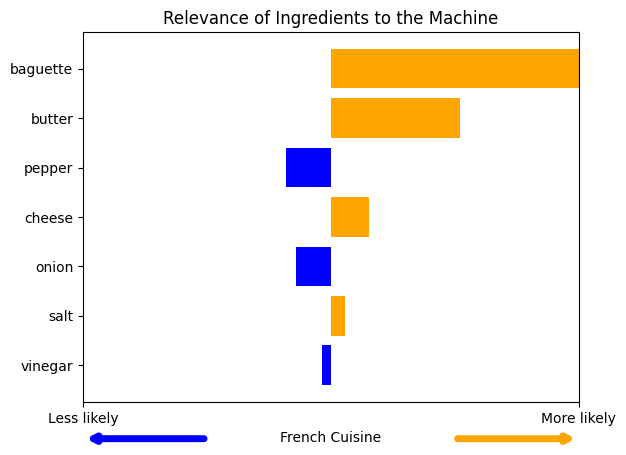 Relevance of Ingredients to the Machine
baguette
butter
pepper
cheese
onion
salt
vinegar
Less likely
More likely
French Cuisine